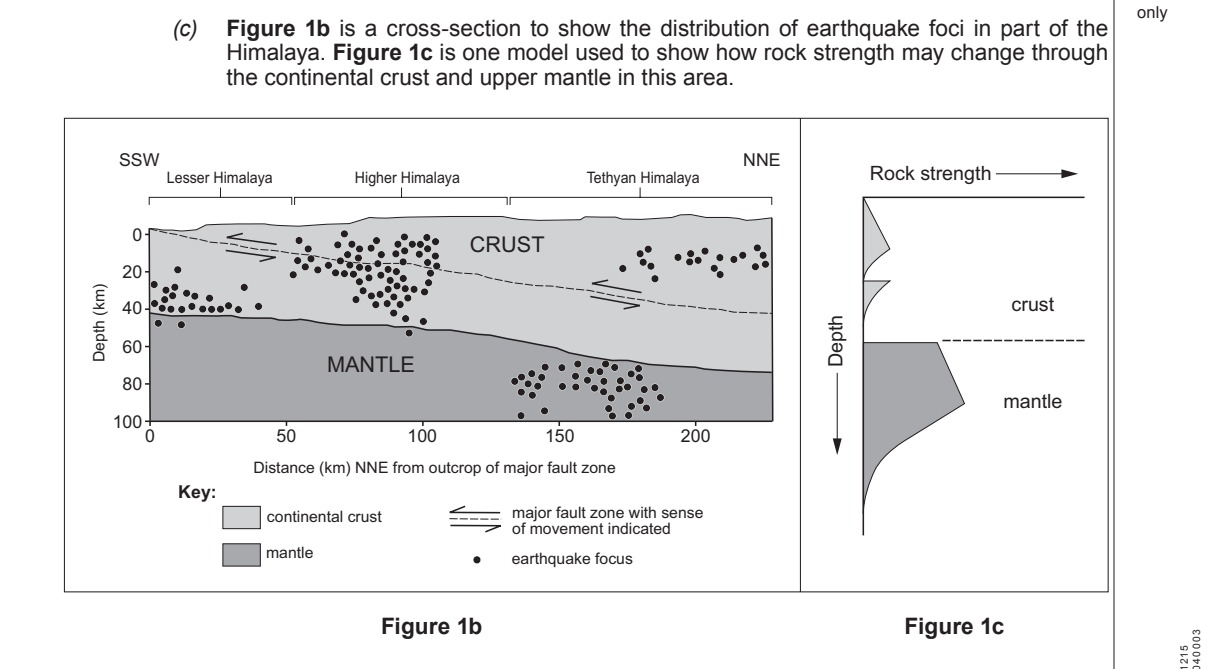 only
(c) Figure 1b is a cross-section to show the distribution of earthquake foci in part of the
Himalaya. Figure 1c is one model used to show how rock strength may change through
the continental crust and upper mantle in this area.
SSW
NNE
Lesser Himalaya
Higher Himalaya
Tethyan Himalaya
CRUST
MANTLE
Depth (km)
0
20
40
60
80
100
0
50
100
150
200
Distance (km) NNE from outcrop of major fault zone
Key:
continental crust
mantle
major fault zone with sense
of movement indicated
earthquake focus
Rock strength
Depth
crust
mantle
Figure 1b
Figure 1c
1215
040003